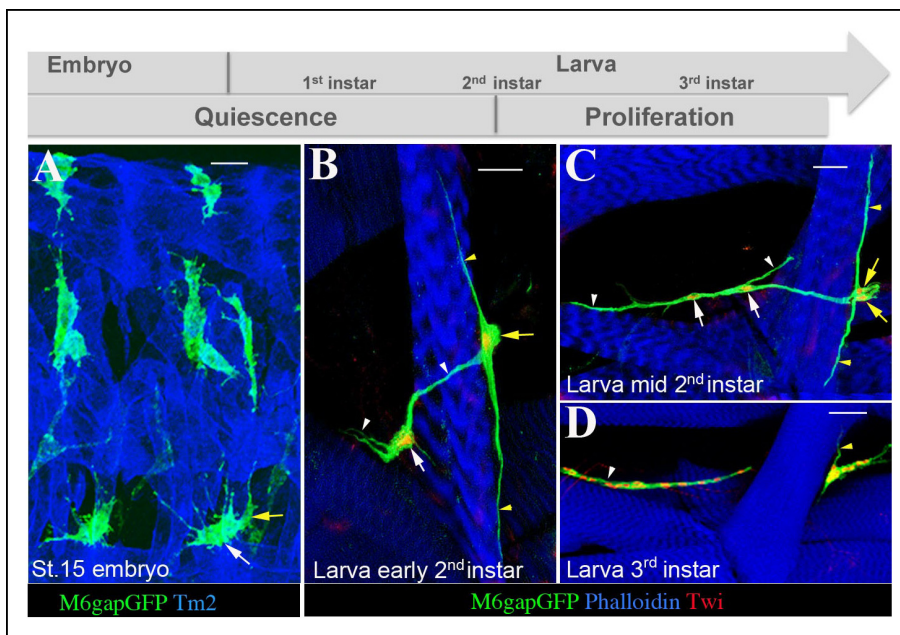 Embryo
Larva
1st instar
2nd instar
3rd instar
Quiescence
Proliferation
A
B
C
D
St.15 embryo
Larva early 2nd instar
Larva mid 2nd instar
Larva 3rd instar
M6gapGFP Tm2
M6gapGFP Phalloidin Twi